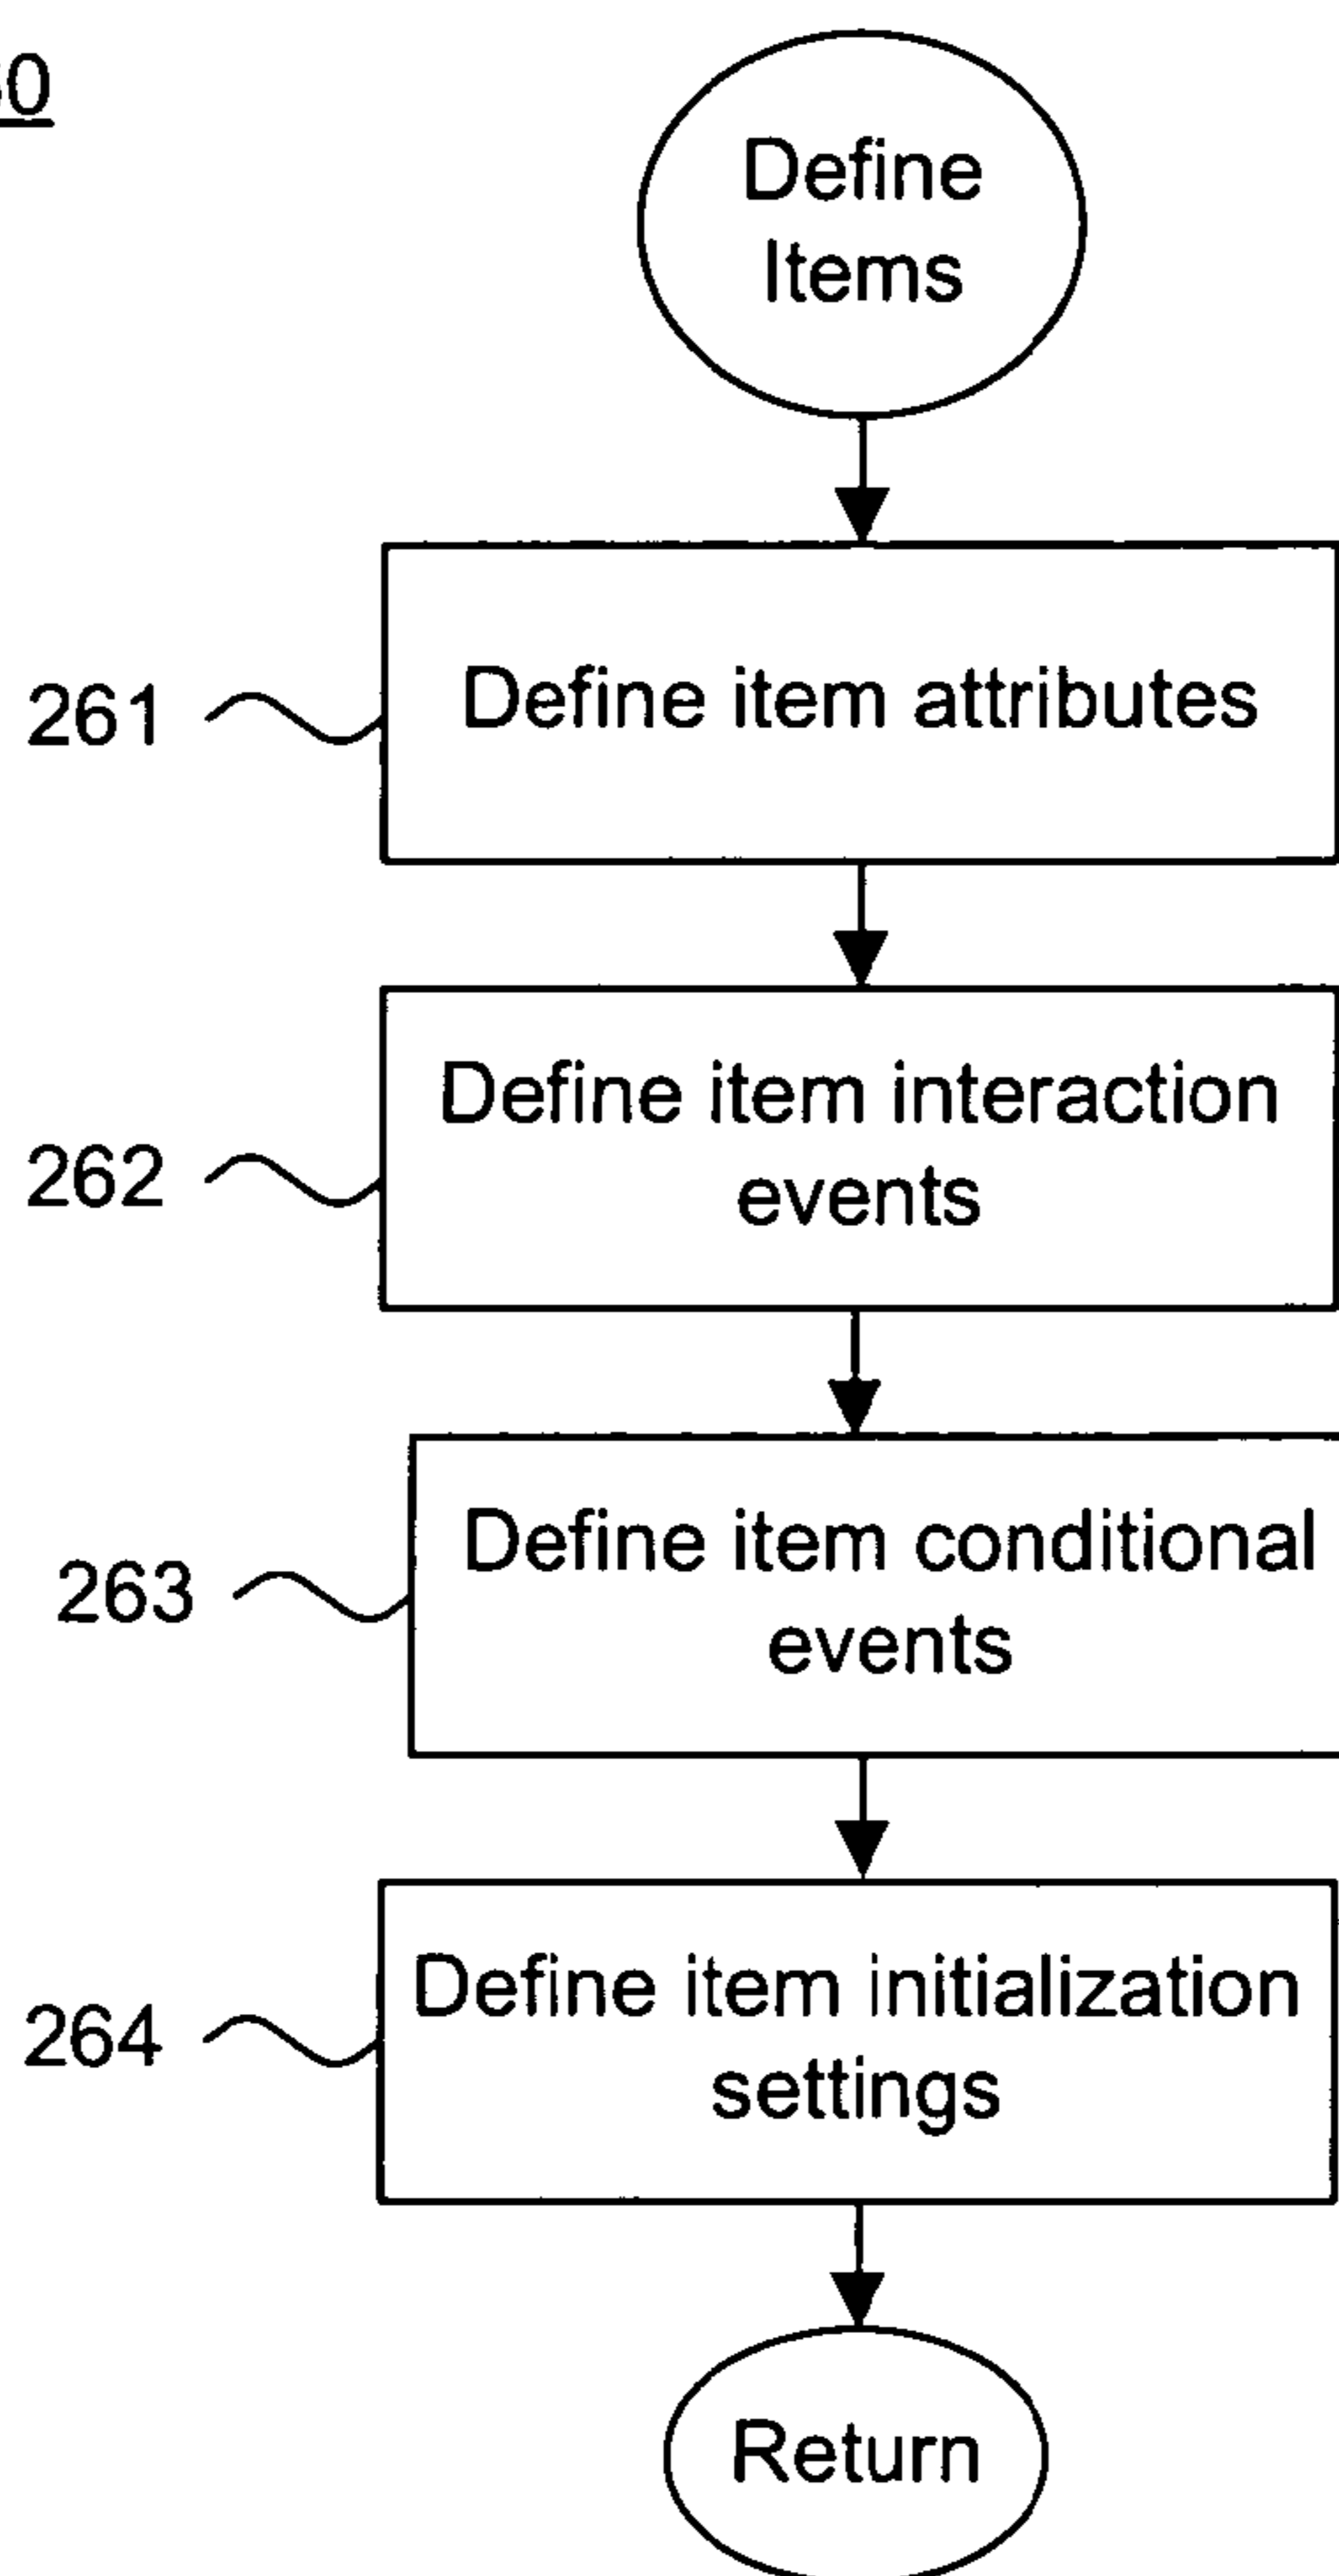 Define
Items
261
Define item attributes
262
Define item interaction
events
263
Define item conditional
events
264
Define item initialization
settings
Return